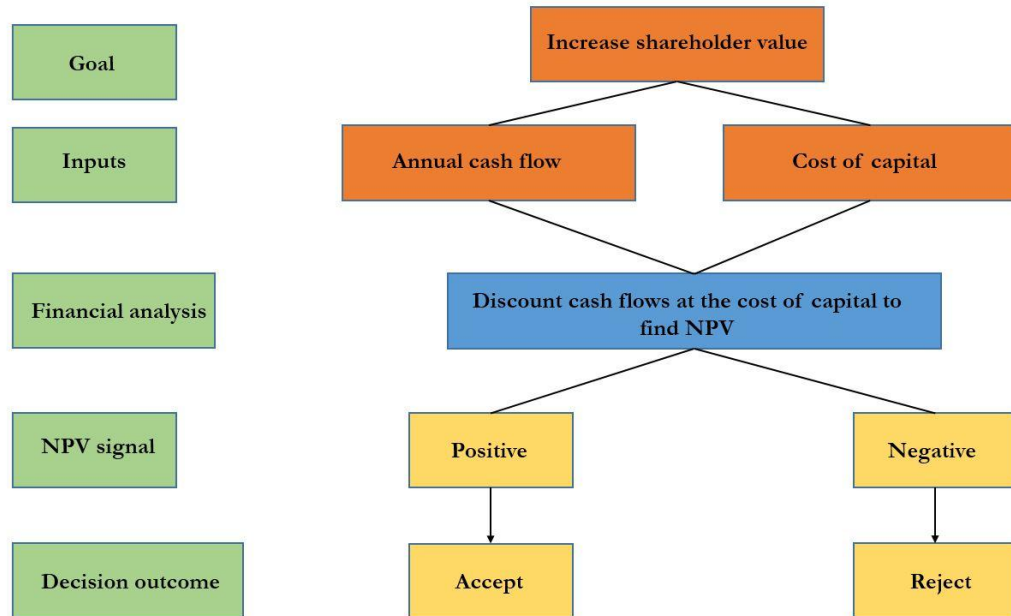 Goal
Increase shareholder value
Inputs
Annual cash flow
Cost of capital
Financial analysis
Discount cash flows at the cost of capital to
find NPV
NPV signal
Positive
Negative
Decision outcome
Accept
Reject